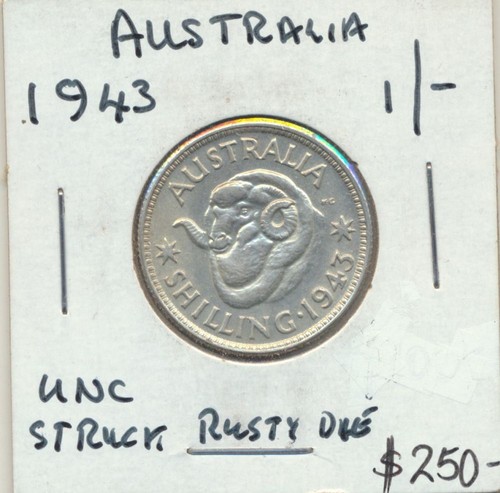 AUSTRALIA
1943 1/-
AUSTRALIA
SHILLING · 1943
UNC
STRUCK RUSTY DIE
$250-